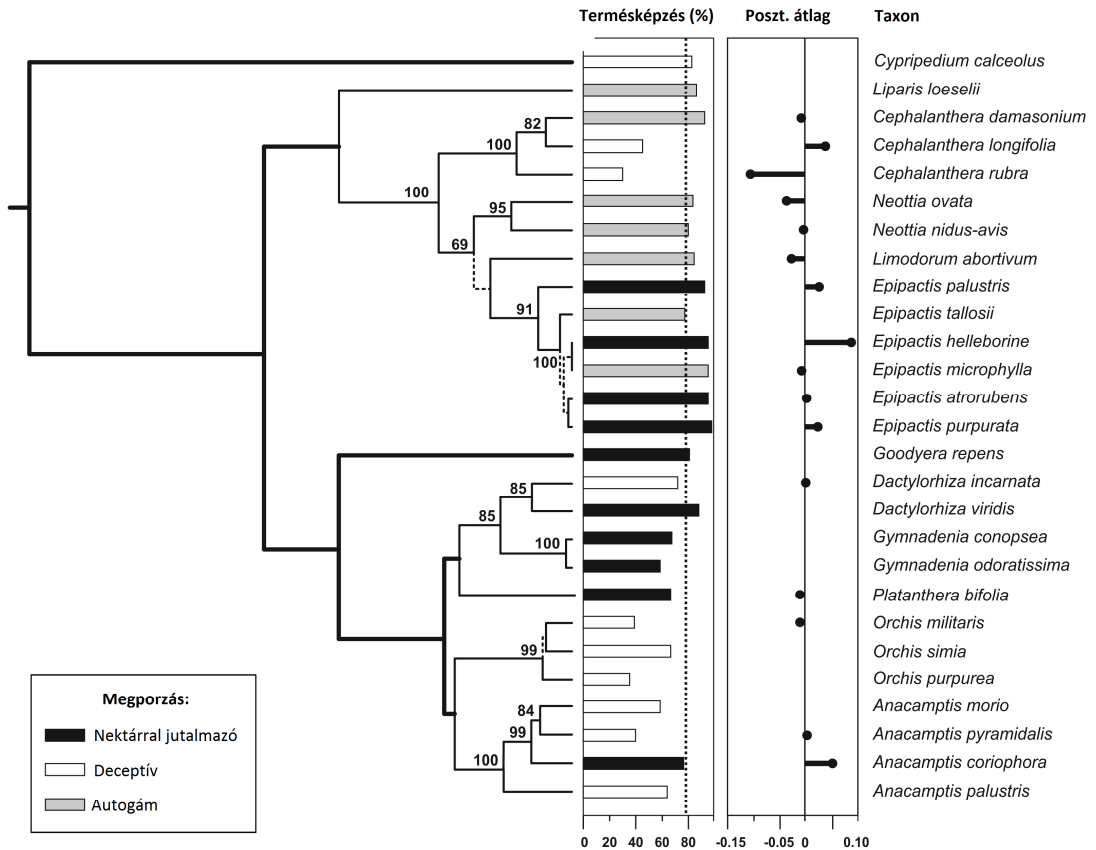 Termésképzés (%) Poszt. átlag Taxon
Cypripedium calceolus
Liparis loeselii
82 Cephalanthera damasonium
100 Cephalanthera longifolia
Cephalanthera rubra
100
95 Neottia ovata
Neottia nidus-avis
69
Limodorum abortivum
Epipactis palustris
91 Epipactis tallosii
Epipactis helleborine
100
Epipactis microphylla
Epipactis atrorubens
Epipactis purpurata
Goodyera repens
85 Dactylorhiza incarnata
85 Dactylorhiza viridis
100 Gymnadenia conopsea
Gymnadenia odoratissima
Platanthera bifolia
Orchis militaris
99 Orchis simia
Orchis purpurea
84 Anacamptis morio
99 Anacamptis pyramidalis
100 Anacamptis coriophora
Anacamptis palustris
Megporzás:
Nektárral jutalmazó
Deceptív
Autogám
0 20 40 60 80 -0.15 -0.05 0 0.10